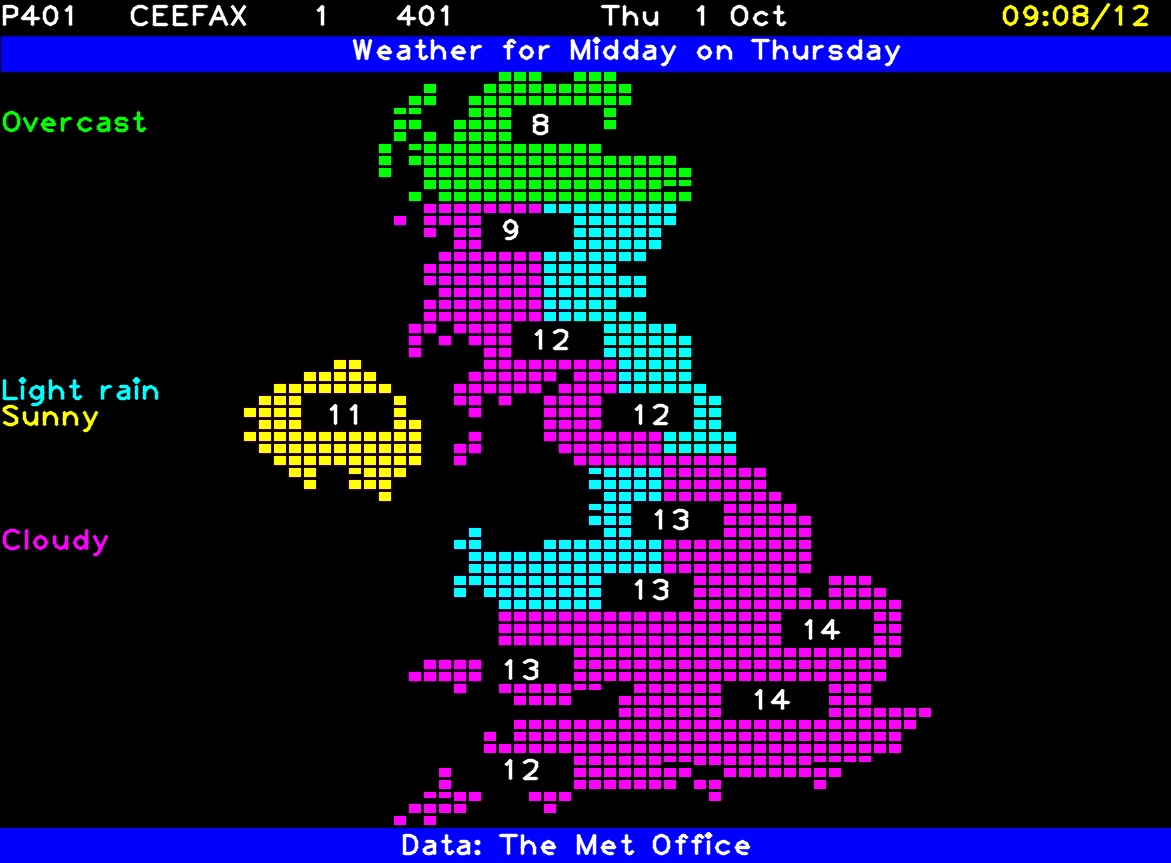 P401 CEEFAX 1 401 Thu 1 Oct 09:08/12
Weather for Midday on Thursday
Overcast
8
9
12
Light rain
Sunny
11
12
13
Cloudy
13
14
13
14
12
Data: The Met Office